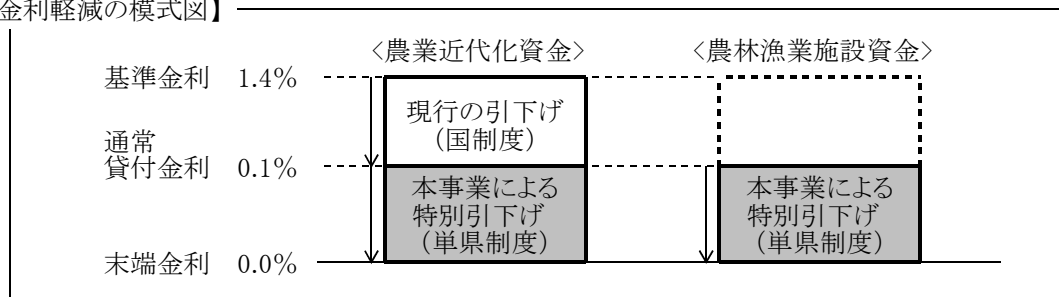 金利軽減の模式図】
<農業近代化資金> <農林漁業施設資金>
基準金利 1.4%
現行の引下げ
(国制度)
通常
貸付金利 0.1%
本事業による 本事業による
特別引下げ 特別引下げ
(単県制度) (単県制度)
末端金利 0.0%